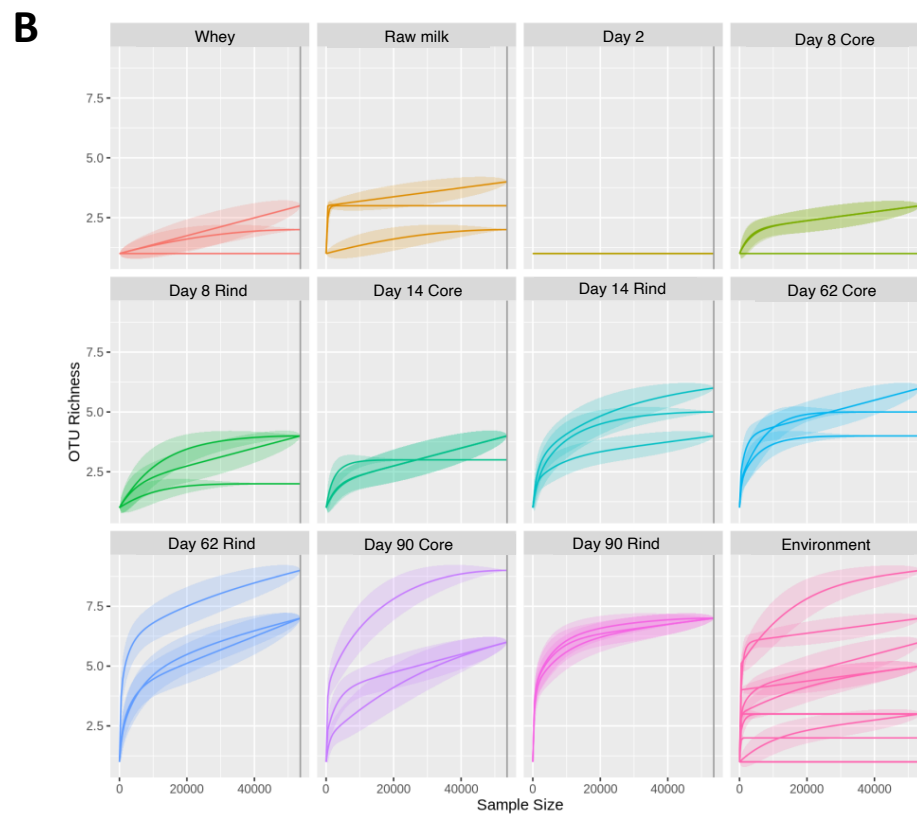 B
Whey Raw milk Day 2 Day 8 Core
7.5
5.0
2.5
Day 8 Rind Day 14 Core Day 14 Rind Day 62 Core
7.5
5.0
2.5
OTU Richness
Day 62 Rind Day 90 Core Day 90 Rind Environment
7.5
5.0
2.5
0 20000 40000 0 20000 40000 0 20000 40000 0 20000 40000
Sample Size